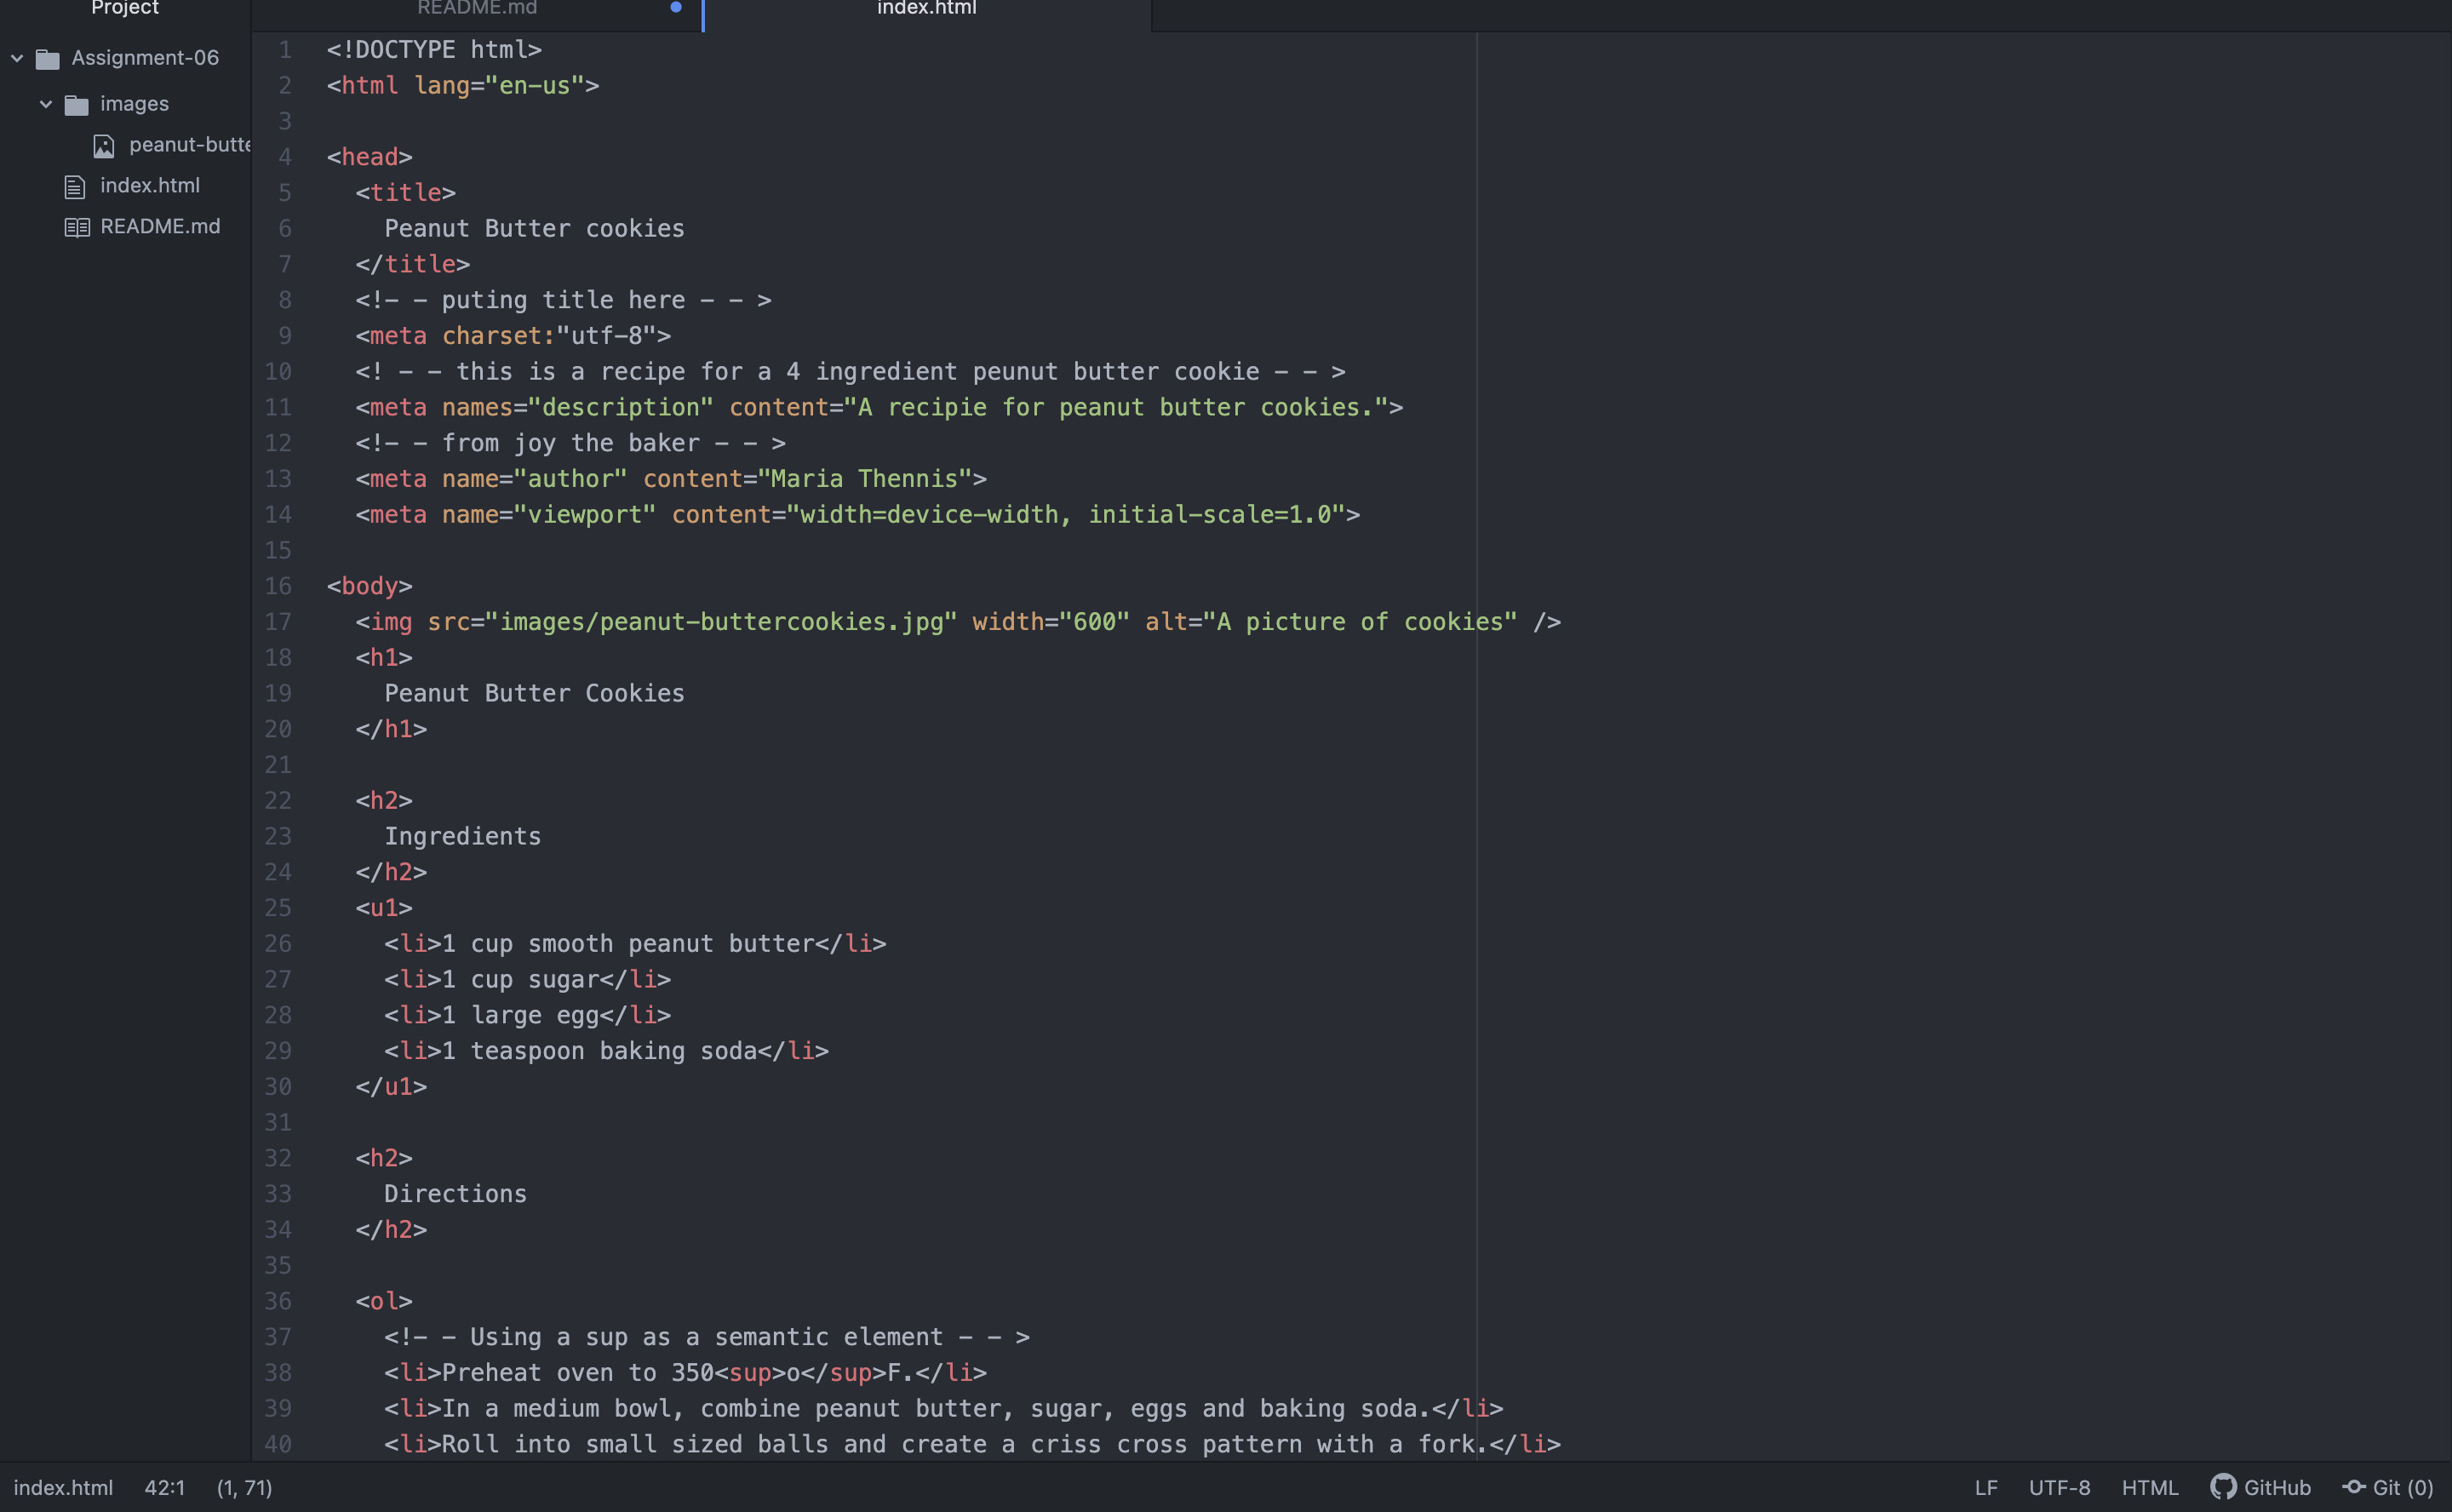 Project
README.md
index.html
Assignment-06
images
peanut-butte
index.html
README.md
1 <!DOCTYPE html>
2 <html lang="en-us">
3
4 <head>
5 <title>
6 Peanut Butter cookies
7 </title>
8 <!- - puting title here - - >
9 <meta charset:"utf-8">
10 <! - - this is a recipe for a 4 ingredient peunut butter cookie - - >
11 <meta names="description" content="A recipie for peanut butter cookies.">
12 <!- - from joy the baker - - >
13 <meta name="author" content="Maria Thennis">
14 <meta name="viewport" content="width=device-width, initial-scale=1.0">
15
16 <body>
17 <img src="images/peanut-buttercookies.jpg" width="600" alt="A picture of cookies" />
18 <h1>
19 Peanut Butter Cookies
20 </h1>
21
22 <h2>
23 Ingredients
24 </h2>
25 <u1>
26 <li>1 cup smooth peanut butter</li>
27 <li>1 cup sugar</li>
28 <li>1 large egg</li>
29 <li>1 teaspoon baking soda</li>
30 </u1>
31
32 <h2>
33 Directions
34 </h2>
35
36 <ol>
37 <!- - Using a sup as a semantic element - - >
38 <li>Preheat oven to 350<sup>o</sup>F.</li>
39 <li>In a medium bowl, combine peanut butter, sugar, eggs and baking soda.</li>
40 <li>Roll into small sized balls and create a criss cross pattern with a fork.</li>
index.html 42:1 (1, 71) LF UTF-8 HTML GitHub Git (0)